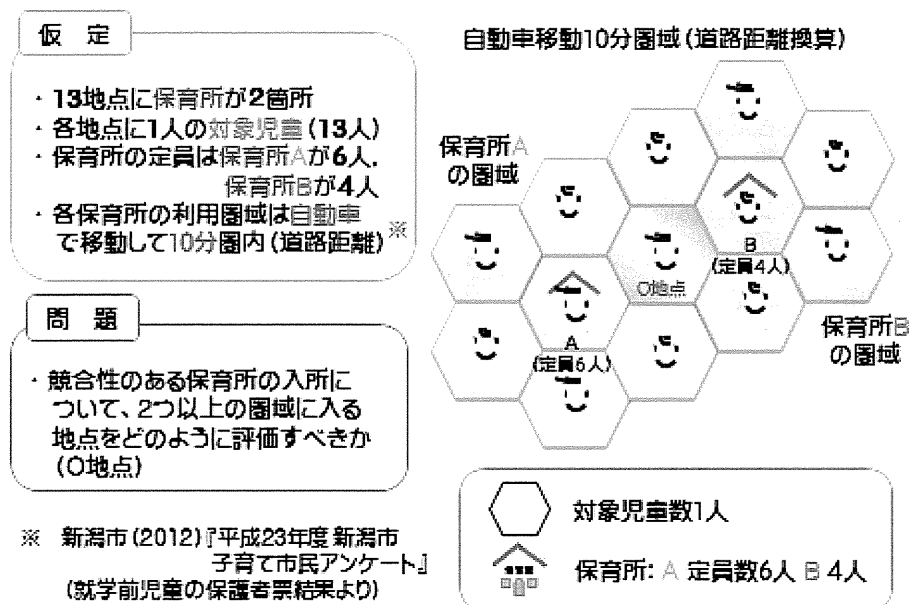 仮 定
・13地点に保育所が2箇所
・各地点に1人の対象児童(13人)
・保育所の定員は保育所Aが6人,
保育所Bが4人
・各保育所の利用圏域は自動車
で移動して10分圏内(道路距離)※
問 題
・競合性のある保育所の入所に
ついて、2つ以上の圏域に入る
地点をどのように評価すべきか
(O地点)
※ 新潟市(2012)『平成23年度 新潟市
子育て市民アンケート』
(就学前児童の保護者票結果より)
自動車移動10分圏域(道路距離換算)
保育所A
の圏域
B
(定員4人)
O地点
A
(定員6人)
保育所B
の圏域
対象児童数1人
保育所: A 定員数6人 B 4人